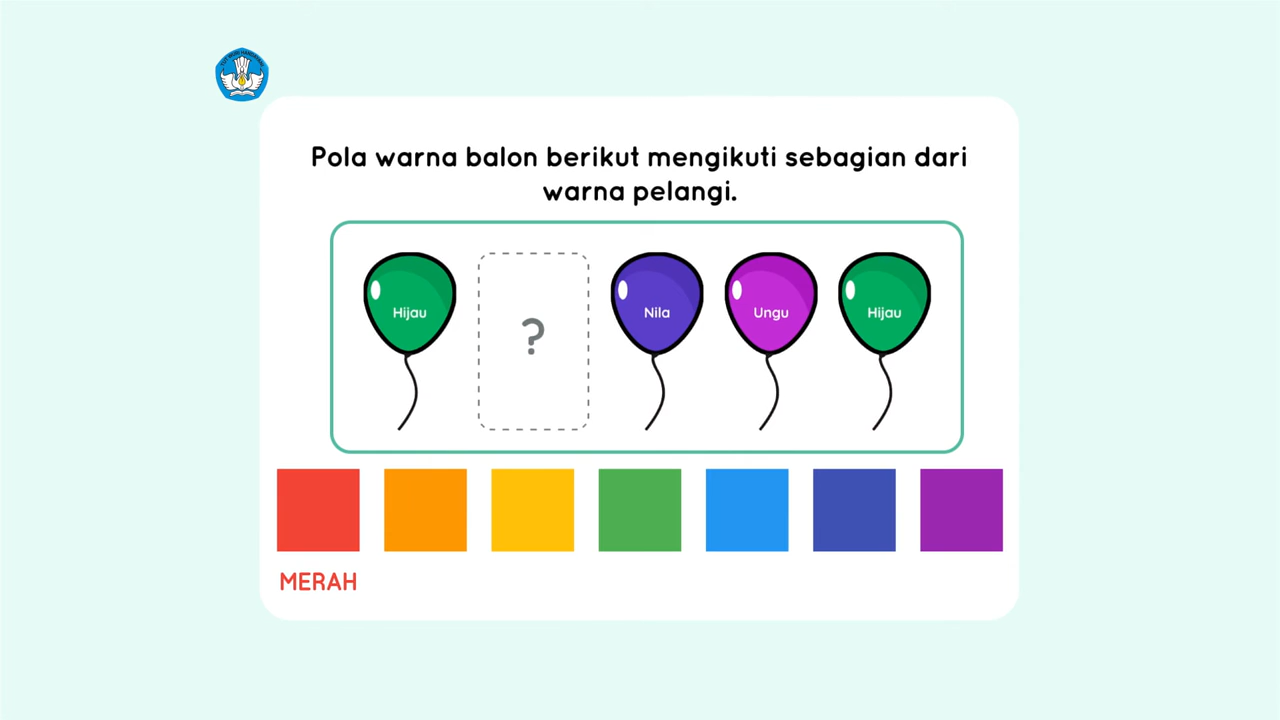 Pola warna balon berikut mengikuti sebagian dari
warna pelangi.
Hijau
?
Nila
Ungu
Hijau
MERAH